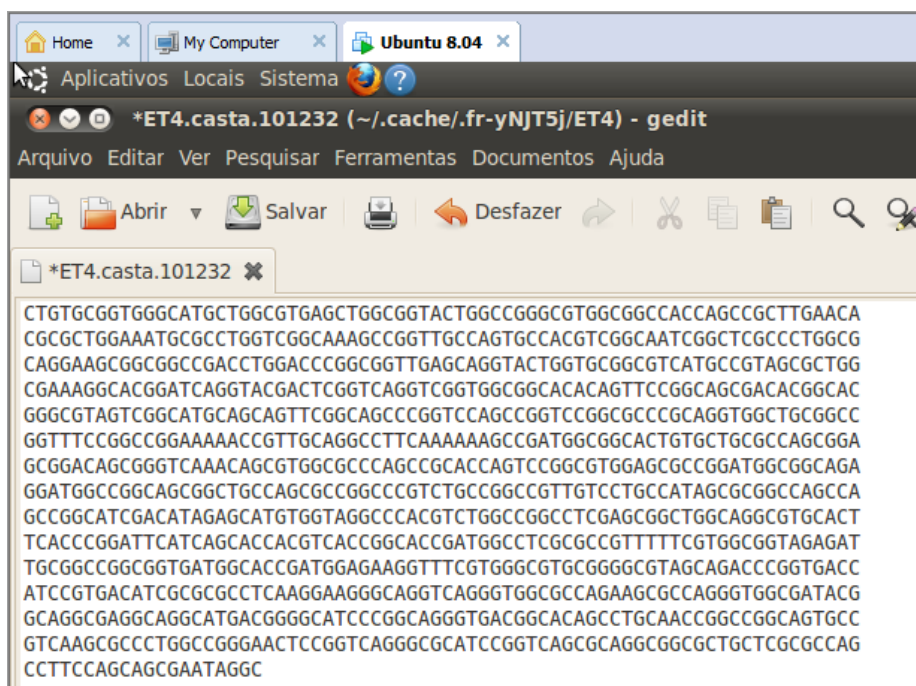 Home
My Computer
Ubuntu 8.04
Aplicativos Locais Sistema
*ET4.casta.101232 (~/.cache/.fr-yNJT5j/ET4) - gedit
Arquivo Editar Ver Pesquisar Ferramentas Documentos Ajuda
Abrir Salvar Desfazer
*ET4.casta.101232
CTGTGCGGTGGGCATGCTGGCGTGAGCTGGCGGTACTGGCCGGGCGTGGCGGCCACCAGCCGCTTGAACA
CGCGCTGGAAATGCGCCTGGTCGGCAAAGCCGGTTGCCAGTGCCACGTCGGCAATCGGCTCGCCCTGGCG
CAGGAAGCGGCGGCCGACCTGGACCCGGCGGTTGAGCAGGTACTGGTGCGGCGTCATGCCGTAGCGCTGG
CGAAAGGCACGGATCAGGTACGACTCGGTCAGGTCGGTGGCGGCACACAGTTCCGGCAGCGACACGGCAC
GGGCGTAGTCGGCATGCAGCAGTTCGGCAGCCCGGTCCAGCCGGTCCGGCGCCCGCAGGTGGCTGCGGCC
GGTTTCCGGCCGGAAAAACCGTTGCAGGCCTTCAAAAAAGCCGATGGCGGCACTGTGCTGCGCCAGCGGA
GCGGACAGCGGGTCAAACAGCGTGGCGCCCAGCCGCACCAGTCCGGCGTGGAGCGCCGGATGGCGGCAGA
GGATGGCCGGCAGCGGCTGCCAGCGCCGGCCCGTCTGCCGGCCGTTGTCCTGCCATAGCGCGGCCAGCCA
GCCGGCATCGACATAGAGCATGTGGTAGGCCCACGTCTGGCCGGCCTCGAGCGGCTGGCAGGCGTGCACT
TCACCCGGATTCATCAGCACCACGTCACCGGCACCGATGGCCTCGCGCCGTTTTTCGTGGCGGTAGAGAT
TGCGGCCGGCGGTGATGGCACCGATGGAGAAGGTTTCGTGGGCGTGCGGGGCGTAGCAGACCCGGTGACC
ATCCGTGACATCGCGCGCCTCAAGGAAGGGCAGGTCAGGGTGGCGCCAGAAGCGCCAGGGTGGCGATACG
GCAGGCGAGGCAGGCATGACGGGGCATCCCGGCAGGGTGACGGCACAGCCTGCAACCGGCCGGCAGTGCC
GTCAAGCGCCCTGGCCGGGAACTCCGGTCAGGGCGCATCCGGTCAGCGCAGGCGGCGCTGCTCGCGCCAG
CCTTCCAGCAGCGAATAGGC